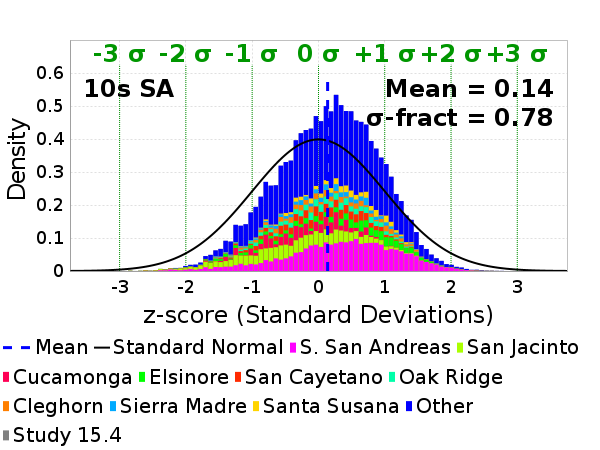 -3 σ -2 σ -1 σ 0 σ +1 σ +2 σ +3 σ
10s SA
Mean = 0.14
σ-fract = 0.78
0.6
0.5
0.4
0.3
0.2
0.1
0
Density
-3 -2 -1 0 1 2 3
z-score (Standard Deviations)
Mean Standard Normal S. San Andreas San Jacinto
Cucamonga Elsinore San Cayetano Oak Ridge
Cleghorn Sierra Madre Santa Susana Other
Study 15.4